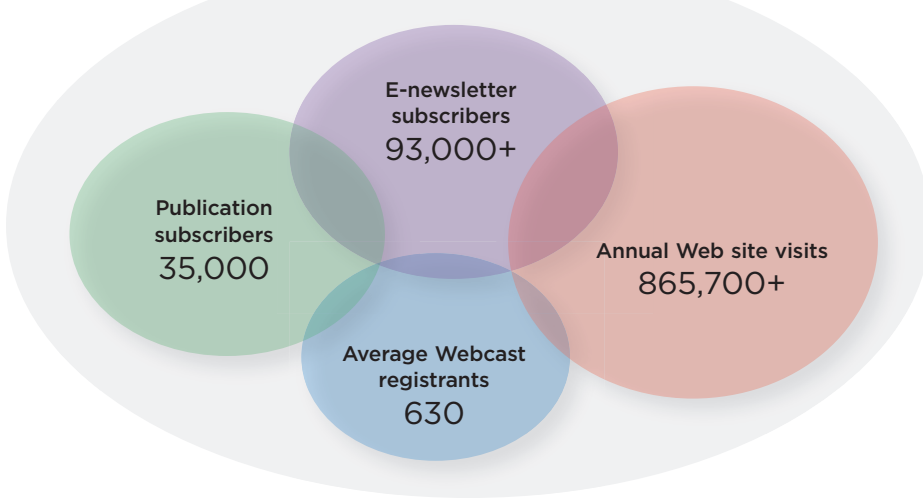 E-newsletter
subscribers
93,000+
Publication
subscribers
35,000
Annual Web site visits
865,700+
Average Webcast
registrants
630